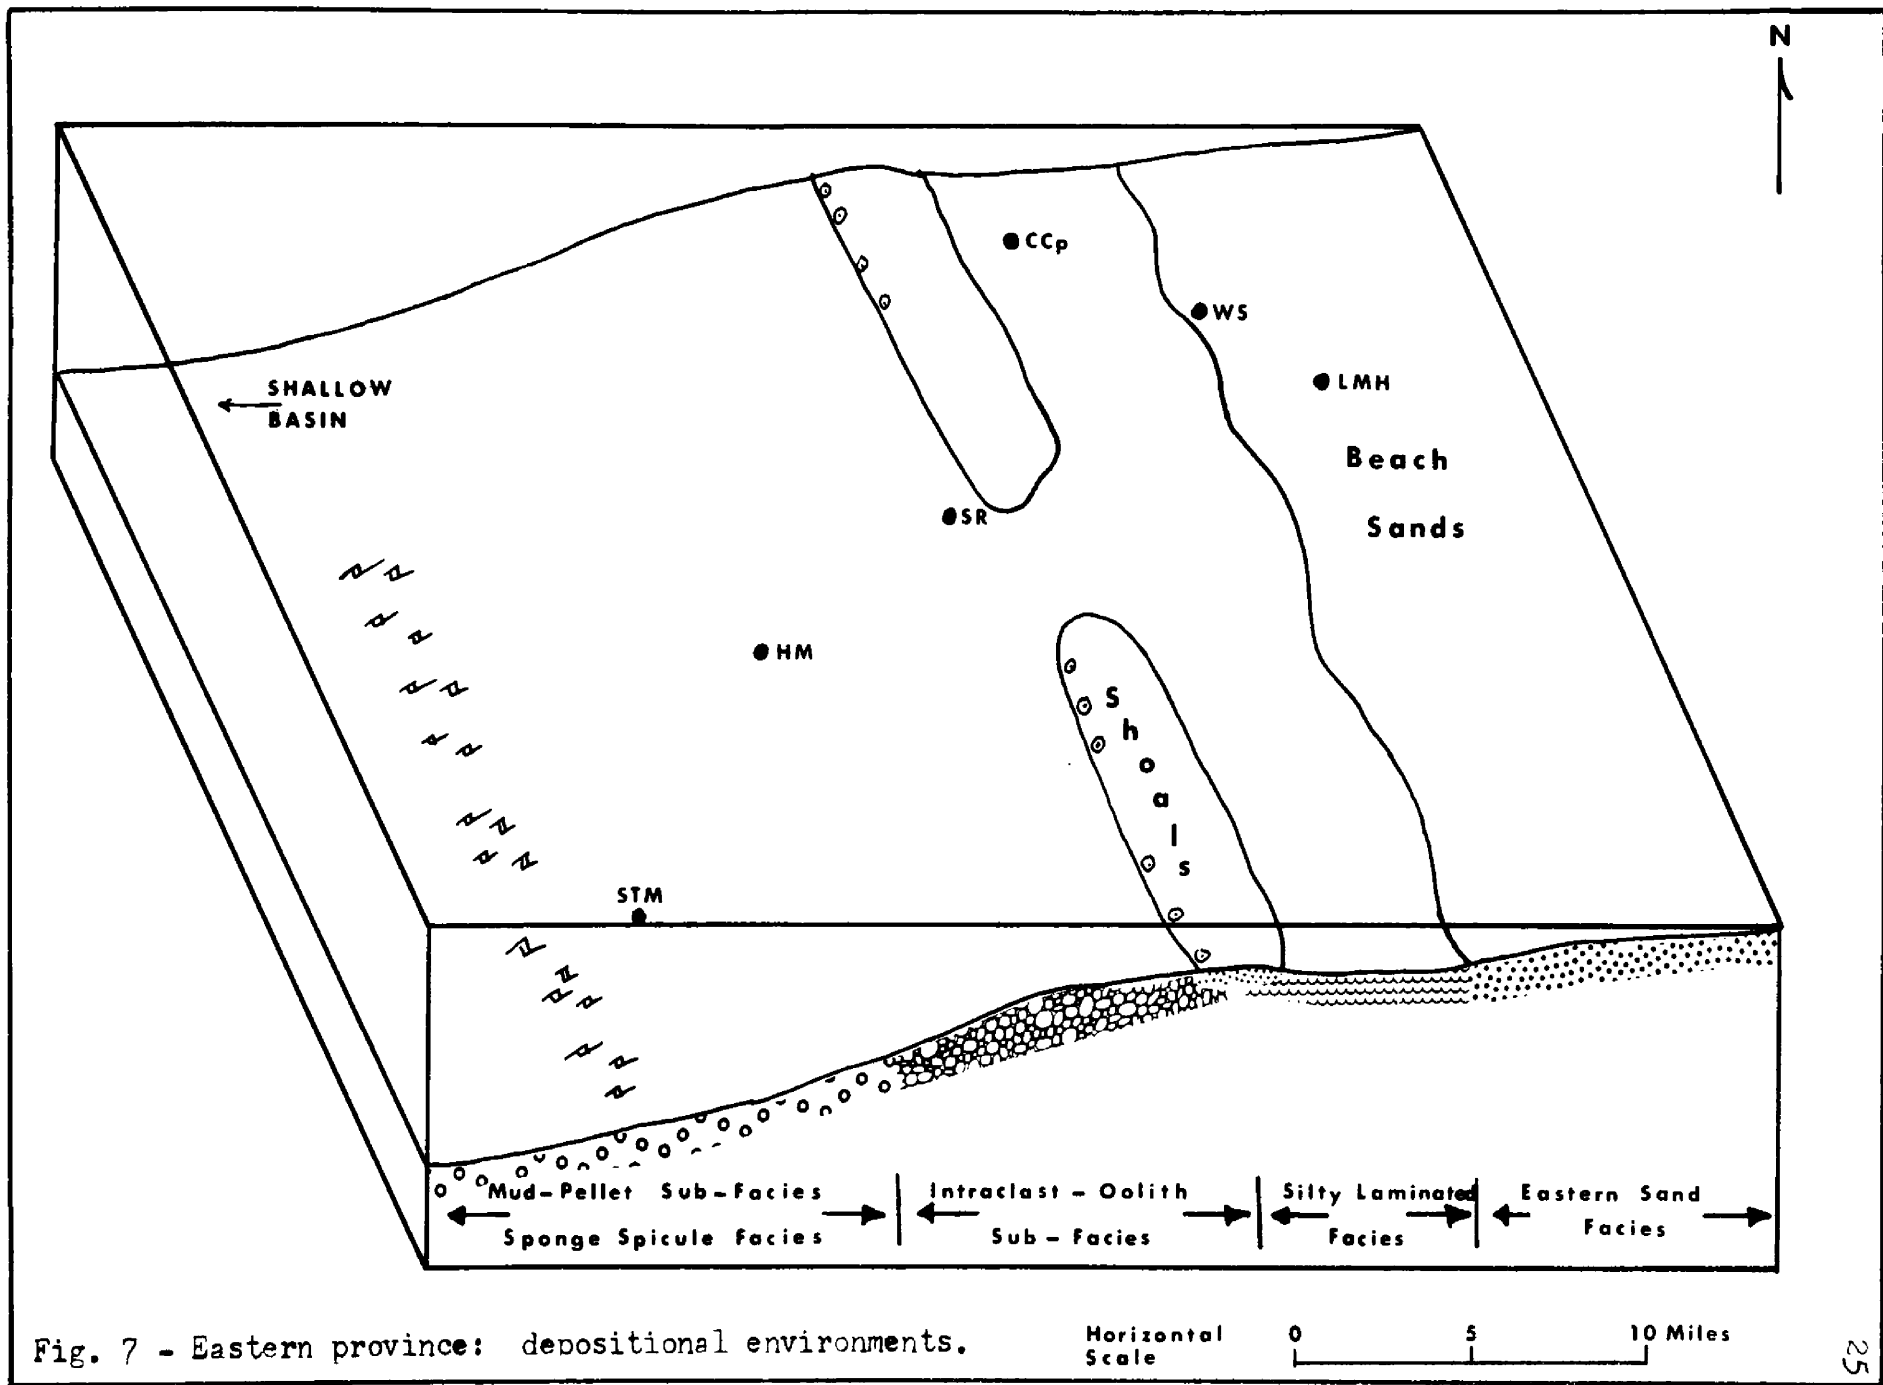 N
CCp
WS
LMH
SHALLOW
BASIN
Beach
Sands
SR
HM
Shoals
STM
Mud-Pellet Sub-Facies
Sponge Spicule Facies
Intraclast - Oolith
Sub-Facies
Silty Laminated
Facies
Eastern Sand
Facies
Fig. 7 - Eastern province: depositional environments.
Horizontal
Scale
0 5 10 Miles
25